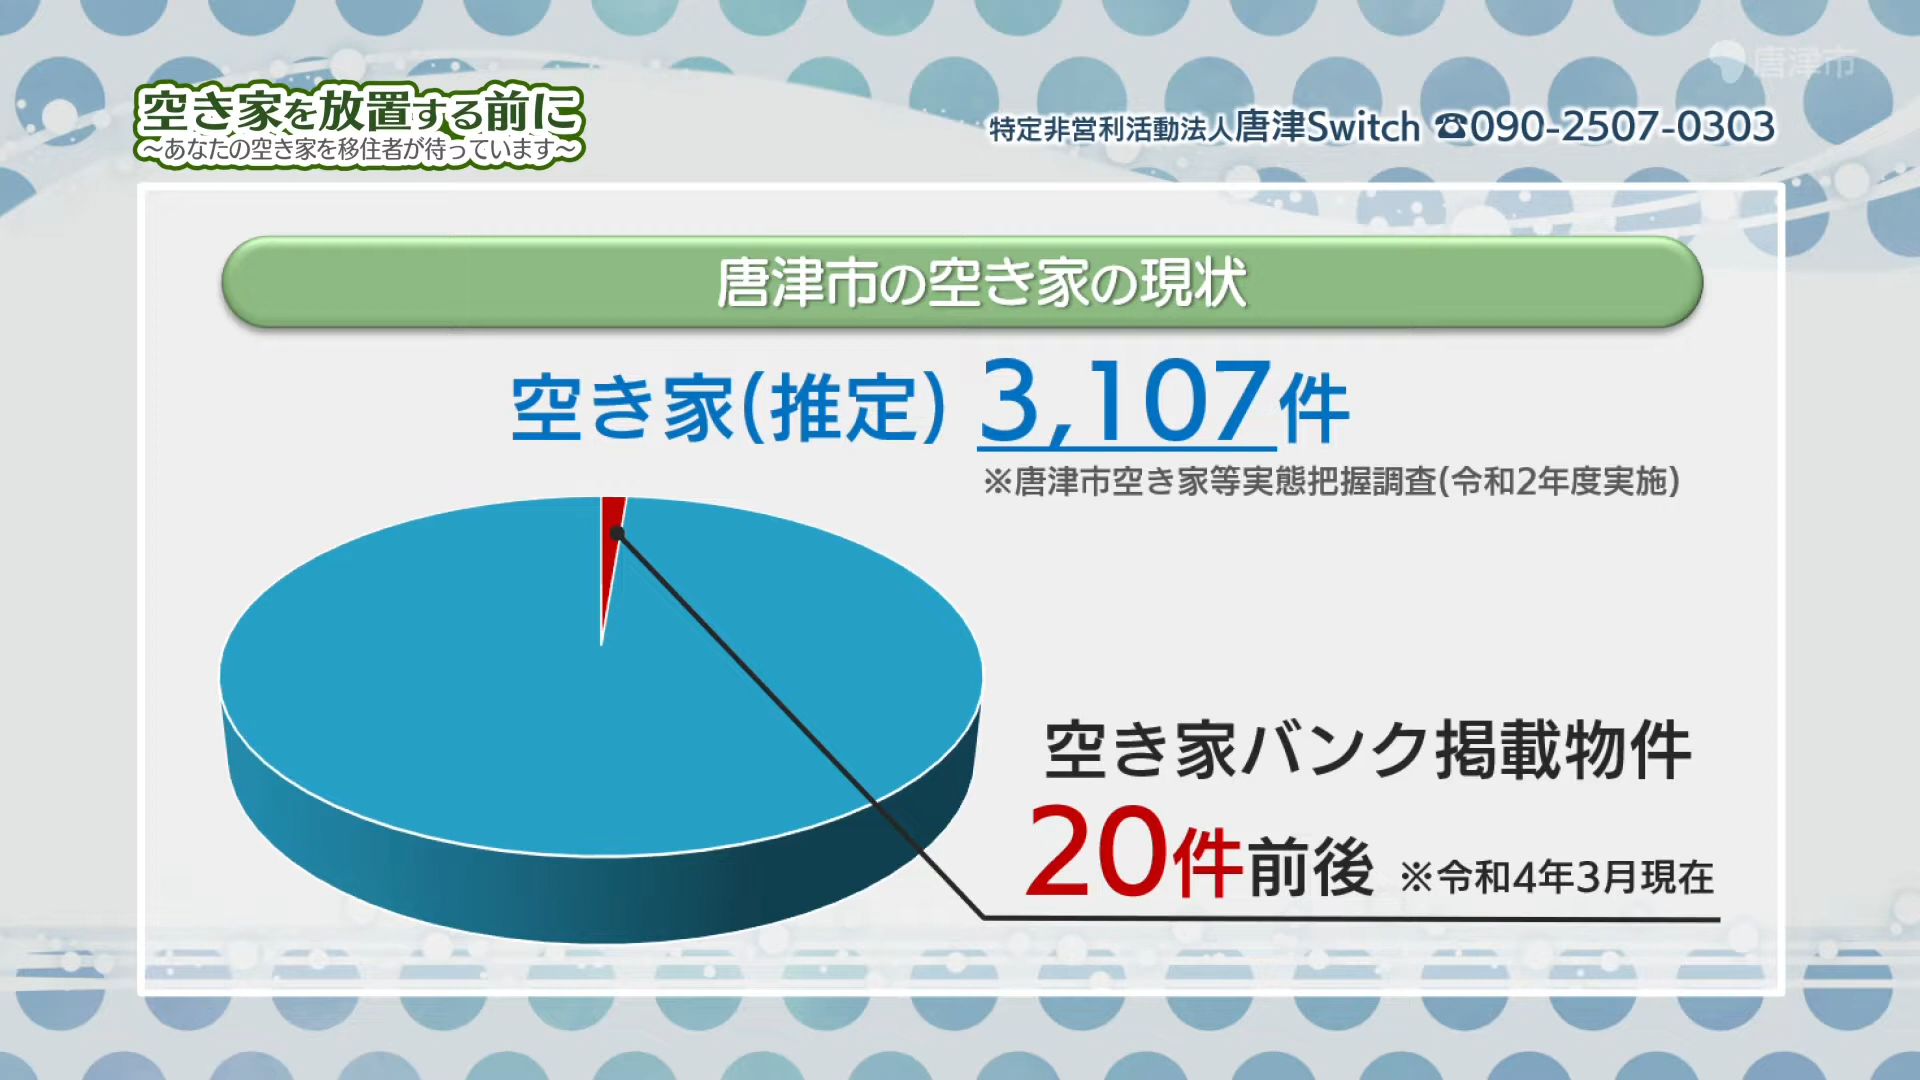 唐津市
空き家を放置する前に
～あなたの空き家を移住者が待っています～
特定非営利活動法人唐津Switch ☎090-2507-0303
唐津市の空き家の現状
空き家(推定) 3,107件
※唐津市空き家等実態把握調査(令和2年度実施)
空き家バンク掲載物件
20件前後 ※令和4年3月現在